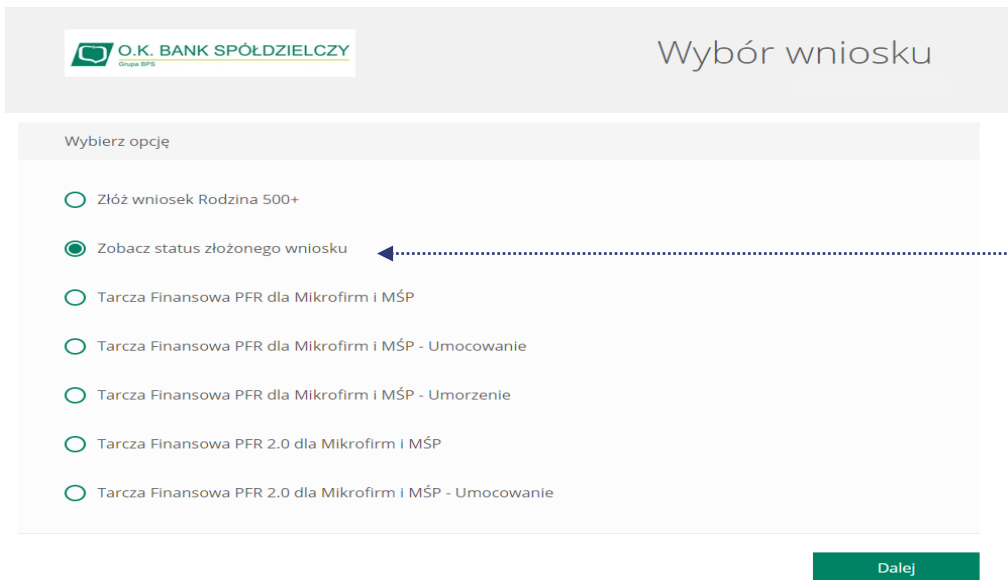 O.K. BANK SPÓŁDZIELCZY
Grupa BPS
Wybór wniosku
Wybierz opcję
Złóż wniosek Rodzina 500+
Zobacz status złożonego wniosku
Tarcza Finansowa PFR dla Mikrofirm i MŚP
Tarcza Finansowa PFR dla Mikrofirm i MŚP - Umocowanie
Tarcza Finansowa PFR dla Mikrofirm i MŚP - Umorzenie
Tarcza Finansowa PFR 2.0 dla Mikrofirm i MŚP
Tarcza Finansowa PFR 2.0 dla Mikrofirm i MŚP - Umocowanie
Dalej